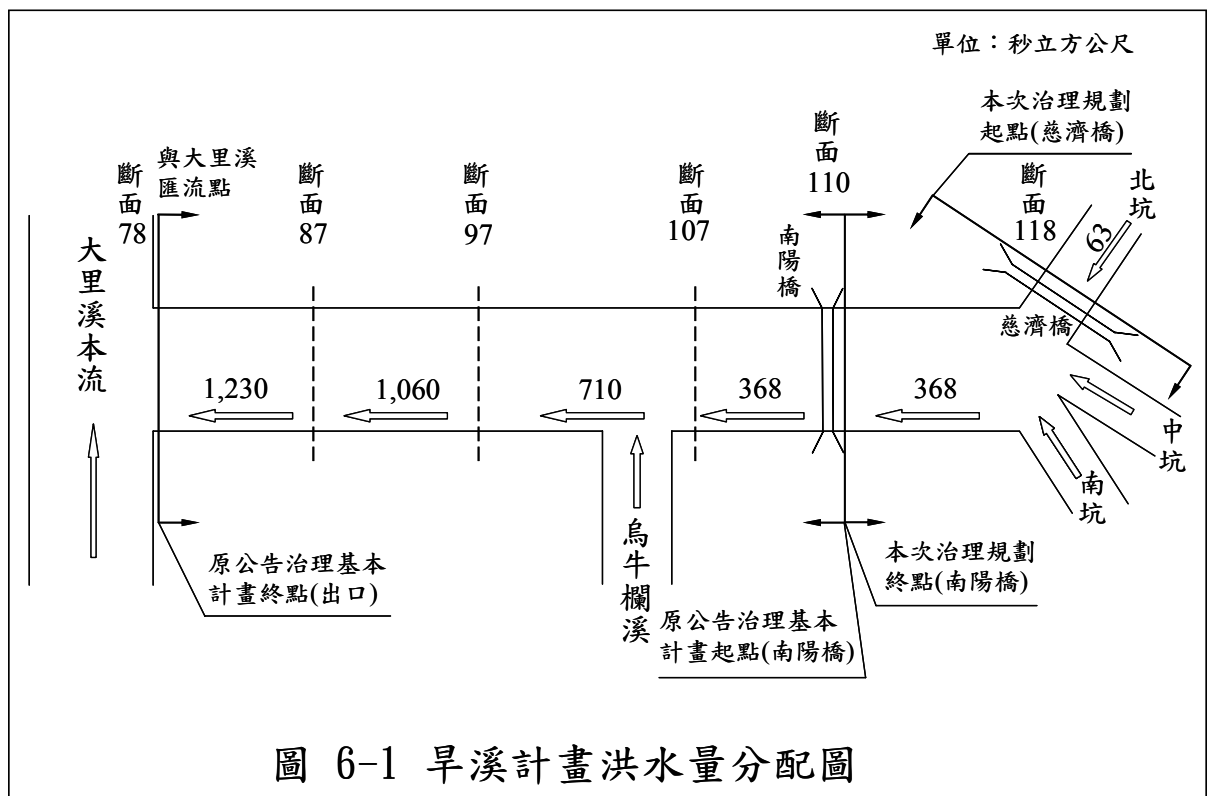 單位：秒立方公尺
本次治理規劃
起點(慈濟橋)
斷面
110
與大里溪
匯流點
斷面
78
斷面
87
斷面
97
斷面
107
斷面
118
北坑
63
南陽橋
慈濟橋
大里溪本流
1,230
1,060
710
368
368
中坑
南坑
烏牛欄溪
原公告治理基本
計畫終點(出口)
本次治理規劃
終點(南陽橋)
原公告治理基本
計畫起點(南陽橋)
圖 6-1 旱溪計畫洪水量分配圖